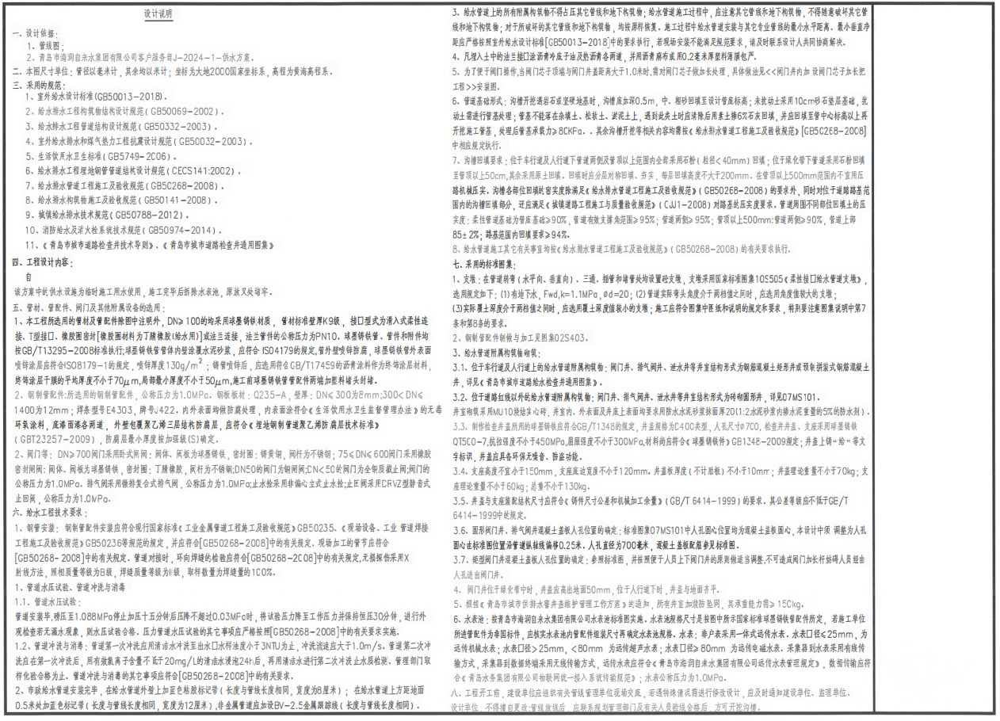 设计说明
一、设计依据：
1、管线图；
2、青岛市海润自来水集团有限公司客户服务部J-2024-1-供水方案。
二、本图尺寸单位：管径以毫米计，其余均以米计；坐标为大地2000国家坐标系，高程为黄海高程系。
三、采用的规范：
1、室外给水设计标准(GB50013-2018)。
2、给水排水工程构筑物结构设计规范(GB50069-2002)。
3、给水排水工程管道结构设计规范(GB50332-2003)。
4、室外给水排水和煤气热力工程抗震设计规范(GB50032-2003)。
5、生活饮用水卫生标准(GB5749-2006)。
6、给水排水工程埋地钢管管道结构设计规范(CECS141:2002)。
7、给水排水管道工程施工及验收规范(GB50268-2008)。
8、给水排水构筑物施工及验收规范(GB50141-2008)。
9、城镇给水排水技术规范(GB50788-2012)。
10、消防给水及消火栓系统技术规范(GB50974-2014)。
11、《青岛市城市道路检查井技术导则》、《青岛市城市道路检查井通用图集》
四、工程设计内容：
自
该方案中的供水设施为临时施工用水使用，施工完毕后拆除水表池，原放叉处堵牢。
五、管材、管配件、阀门及其他附属设备的选用：
1、本工程所选用的管材及管配件除图中注明外，DN≥100的均采用球墨铸铁材质，管材标准壁厚K9级，接口型式为滑入式柔性连
接、T型接口、橡胶圈密封[橡胶圈材料为丁腈橡胶(给水用)]或法兰连接，法兰管件的公称压力为PN10。球墨铸铁管、管件和附件均
按GB/T13295-2008标准执行;球墨铸铁管管体内壁涂覆水泥砂浆，应符合ISO4179的规定,管外壁喷锌防腐，球墨铸铁管外表面
喷锌涂层应符合ISO8179-1的规定，喷锌厚度130g/m²；铸管喷锌后，应选用符合GB/T17459的沥青涂料作为终饰涂层材料，
终饰涂层干膜的平均厚度不小于70μm,局部最小厚度不小于50μm,施工前球墨铸铁管管配件两端加塑料堵头封堵。
2、钢制管配件:所选用的钢制管配件，公称压力为1.0MPa。钢板板材：Q235-A，壁厚：DN≤300为8mm;300<DN≤
1400为12mm；焊条型号E4303，牌号J422。内外表面均做防腐处理，内表面涂符合《生活饮用水卫生监督管理办法》的无毒
环氧涂料，底漆面漆各两道，外壁包覆聚乙烯三层结构防腐层，应符合《埋地钢制管道聚乙烯防腐层技术标准》
(GBT23257-2009)，防腐层最小厚度按加强级(S)确定。
2、阀门等：DN≥700阀门采用卧式闸阀：阀体、阀板为球墨铸铁，密封圈：铸黄铜，阀杆为不锈钢；75≤DN≤600阀门采用橡胶
密封闸阀：阀体、阀板为球墨铸铁，密封圈：丁腈橡胶，阀杆为不锈钢;DN50的阀门为铜闸阀;DN<50的阀门为全铜质截止阀;阀门的
公称压力为1.0MPa。排气阀采用微排复合式排气阀，公称压力为1.0MPa;止水栓采用非偏心立式止水栓;止回阀采用DRVZ型静音式
止回阀，公称压力为1.0MPa。
六、给水工程技术要求：
1、钢管安装：钢制管配件安装应符合现行国家标准《工业金属管道工程施工及验收规范》GB50235、《现场设备、工业 管道焊接
工程施工及验收规范》GB50236等规范的规定，并应符合[GB50268-2008]中的有关规定。现场加工的管节应符合
[GB50268-2008]中的有关规定。管道对接时，环向焊缝的检验应符合[GB50268-2008]中的有关规定,无损探伤采用X
射线方法，照相质量等级为B级，焊缝质量等级为II级，取样数量为焊缝量的100%。
1、管道水压试验、管道冲洗与消毒
1.1、管道水压试验：
管道安装毕,磅压至1.088MPa停止加压十五分钟后压降不超过0.03MPa时，将试验压力降至工作压力并保持恒压30分钟，进行外
观检查若无漏水现象，则水压试验合格。压力管道水压试验的其它事项应严格按照[GB50268-2008]中的有关要求实施。
1.2、管道冲洗与消毒：管道第一次冲洗应用清洁水冲洗至出水口水样浊度小于3NTU为止，冲洗流速应大于1.0m/s。管道第二次冲
洗应在第一次冲洗后，用有效氯离子含量不低于20mg/L的清洁水浸泡24h后，再用清洁水进行第二次冲洗止水质检测、管理部门取
样化验合格为止。管道冲洗与消毒的其它事项应符合[GB50268-2008]中的有关要求。
2、市政给水管道安装完毕，在给水管道外壁上加蓝色粘胶标记带(长度与管线长度相同，宽度为8厘米)；在给水管道上方距地面
0.5米处加蓝色标记带(长度与管线长度相同，宽度为12厘米),非金属管道应加设BV-2.5金属跟踪线(长度与管线长度相同)。
3、给水管道上的所有附属构筑物不得占压其它管线和地下构筑物；给水管道施工过程中，应注意其它管线和地下构筑物，不得随意破坏其它管
线和地下构筑物；对于所破坏的其它管线和地下构筑物，均按原样恢复。施工过程中给水管道安装与其它专业管线的最小水平距离、最小垂直净
距应严格按照室外给水设计标准[GB50013-2018]中的要求执行，若现场安装不能满足规范要求，请及时联系设计人共同协商解决。
4、凡埋入土中的法兰接口涂沥青冷底子油及热沥青各两道，并用沥青麻布或用0.2毫米厚塑料薄膜包严。
5、为了便于阀门操作,当阀门芯子顶端与阀门井盖距离大于1.0米时,需对阀门芯子做加长处理，具体做法见<<阀门井内加设阀门芯子加长把
工程>>安装图。
6、管道基础形式：沟槽开挖遇岩石或坚硬地基时，沟槽底加深0.5m，中、粗砂回填至设计管底标高；未扰动土采用10cm砂石垫层基础，扰
动土需进行管基处理；管基不能落在杂填土、松软土、淤泥土上，遇到此类土时应清除后用素土掺6%石灰回填，并应回填至管中心标高以上再
开挖施工管基，处理后管基承载力≥80KPa。。其余沟槽开挖等相关内容均需按《给水排水管道工程施工及验收规范》[GB50268-2008]
中相应规定执行。
7、沟槽回填要求：位于车行道及人行道下管道两侧及管顶以上范围内全部采用石粉(粒径<40mm)回填；位于绿化带下管道采用石粉回填
至管顶以上50cm,其余采用原土回填。回填时应分层对称回填、夯实，每层回填高度不大于200mm。在管顶以上500mm范围内不宜用压
路机械压实。沟槽各部位回填的密实度除满足《给水排水管道工程施工及验收规范》(GB50268-2008)的要求外，同时对位于道路路基范
围内的沟槽回填部分，还应满足《城镇道路工程施工与质量验收规范》(CJJ1-2008)对路基的压实度要求。管道周围不同部位回填土的压
实度：柔性管道基础为管底基础≥90%，管道有效支撑角范围≥95%；管道两侧≥95%；管顶以上500mm:管道两侧≥90%，管道上部
85±2%；路基范围内回填要求≥94%。
8、给水管道施工其它有关事宜均按《给水排水管道工程施工及验收规范》(GB50268-2008)的有关要求执行。
七、采用的标准图集：
1、支墩：在管道转弯(水平向、垂直向)、三通、插管和堵管处均设置砼支墩，支墩采用国家标准图集10S505《柔性接口给水管道支墩》，
选用规定如下：(1)有地下水，Fwd,k=1.1MPa，Ød=20；(2)管道实际弯头角度介于两档值之间时，应选用角度值较大的支墩；
(3)实际覆土深度介于两档值之间时，应选用覆土深度值较小的支墩；施工应符合图集中图纸和说明的规定和要求，特别要注意图集说明中第7
条和第8条的要求。
2、钢制管配件制做与加工见图集02S403。
3、给水管道附属构筑物砌筑：
3.1、位于车行道及人行道上的给水管道附属构筑物：阀门井、排气阀井、泄水井等井室结构形式为钢筋混凝土矩形井或预制拼装式钢筋混凝土
井，详见《青岛市城市道路给水检查井通用图集》。
3.2、位于道路红线以外的给水管道附属构筑物：阀门井、排气阀井、泄水井等井室结构形式为砖砌圆形井，详见07MS101。
井室砌筑采用MU10烧结实心砖，井室内、外表面及井底上表面均要求用防水水泥砂浆抹面厚20(1:2水泥砂浆内掺水泥重量的5%的防水剂)。
3.3、制作检查井盖所用的球墨铸铁应符合GB/T1348的规定，井盖规格为D400类型，人孔尺寸Ø700，检查井盖、支座采用球墨铸铁
QT500-7,抗拉强度不小于450MPa,屈服强度不小于300MPa,材料尚应符合《球墨铸铁件》GB1348-2009规定；井盖上铸“给”等文
字标识，井盖应具备环保无噪音、防盗功能。
3.4、支座高度不宜小于150mm，支座底边宽度不小于120mm。井盖板厚度(不计基板)不小于10mm；井盖理论重量不小于70kg；支
座理论重量不小于60kg；总重不小于130kg。
3.5、井盖与支座装配结构尺寸应符合《铸件尺寸公差和机械加工余量》(GB/T 6414-1999)的要求。其公差等级应不低于GB/T
6414-1999中的规定。
3.6、圆形阀门井、排气阀井混凝土盖板人孔位置的确定：标准图集07MS101中人孔圆心位置均为混凝土盖板圆心，本设计中须 调整为人孔
圆心由标准图位置沿管道纵轴线偏移0.25米。人孔直径为700毫米，混凝土盖板配筋参见标准图。
3.7、矩型阀门井混凝土盖板人孔位置的确定：参照标准图，并按照便于人员上下阀门井的原则做适当调整,不可造成阀门加长杆妨碍人员经由
人孔进出阀门井。
4、阀门井位于绿化带中时，井盖应高出地面50mm，位于人行道下时，井盖与地面齐平。
5、根据《青岛市城市供排水窨井盖维护管理工作方案》的通知，所有井室加装防坠网，其承重能力需≥150kg。
6、水表池：按青岛市海润自来水集团有限公司水表池标准图实施。水表池规格尺寸是按图中所示国家标准球墨铸铁管配件所定，若施工单位
所进管配件为非国标件，应核实水表池内管配件组装尺寸再确定水表池规格。水表：非户表采用一体式远传水表。水表口径≤25mm，为
远传机械水表；水表口径>25mm，<80mm 为远传超声水表；水表口径≥80mm 为远传电磁水表。采集器到水表采用有线传
输方式，采集器到数据终端采用无线传输方式，远传水表应符合《青岛市海润自来水集团有限公司远传水表管理规定》，数据传输应符
合《青岛水务集团有限公司物联网统一接入系统传输规范》；水表公称压力为1.0MPa。
八、工程开工前，建设单位应组织有关管线管理单位现场交底，若遇特殊情况需进行修改设计，应及时通知建设单位、监理单位、
设计单位，不得擅自更改;管线放线后，应联系规划管理部门及有关人员验线合格后，方可开挖沟槽。